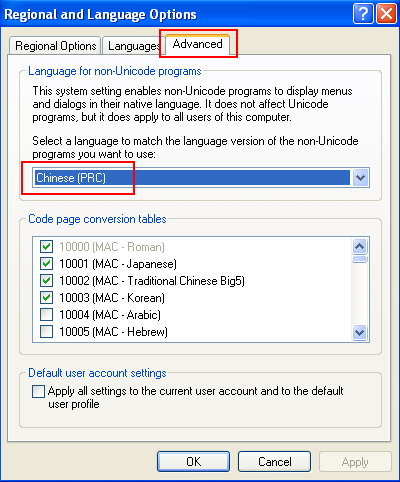 Regional and Language Options
Regional Options
Languages
Advanced
Language for non-Unicode programs
This system setting enables non-Unicode programs to display menus
and dialogs in their native language. It does not affect Unicode
programs, but it does apply to all users of this computer.
Select a language to match the language version of the non-Unicode
programs you want to use:
Chinese (PRC)
Code page conversion tables
10000 (MAC - Roman)
10001 (MAC - Japanese)
10002 (MAC - Traditional Chinese Big5)
10003 (MAC - Korean)
10004 (MAC - Arabic)
10005 (MAC - Hebrew)
Default user account settings
Apply all settings to the current user account and to the default
user profile
OK
Cancel
Apply